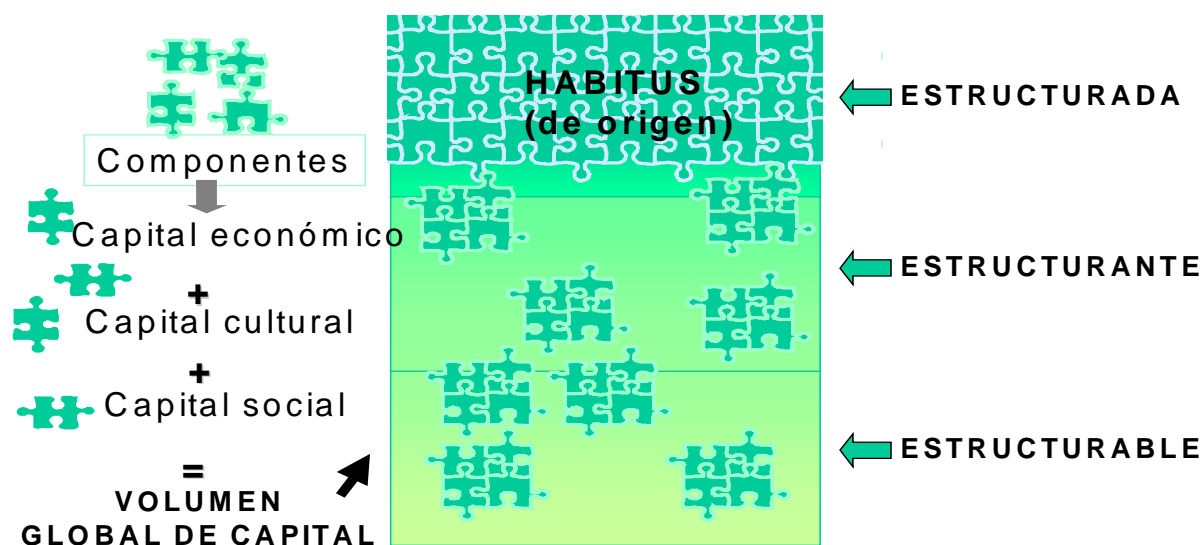 Componentes
Capital económico
+
Capital cultural
+
Capital social
=
VOLUMEN
GLOBAL DE CAPITAL
HABITUS
(de origen)
ESTRUCTURADA
ESTRUCTURANTE
ESTRUCTURABLE